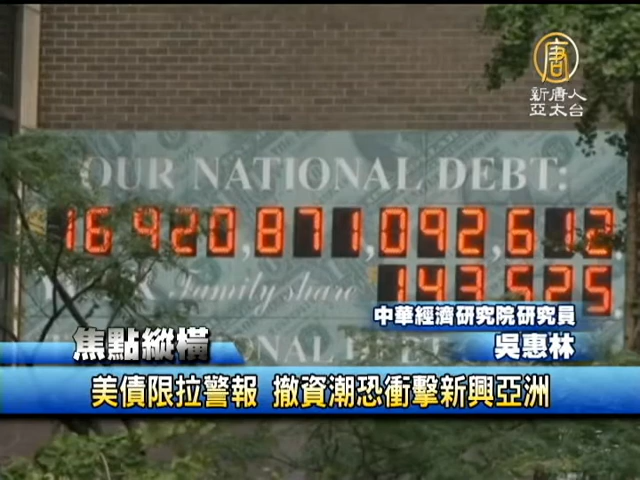 唐
新唐人
亞太台
OUR NATIONAL DEBT:
16,920,871,092,612.
Family share 143,525
NATIONAL DEBT
中華經濟研究院研究員
吳惠林
焦點縱橫
美債限拉警報 撤資潮恐衝擊新興亞洲